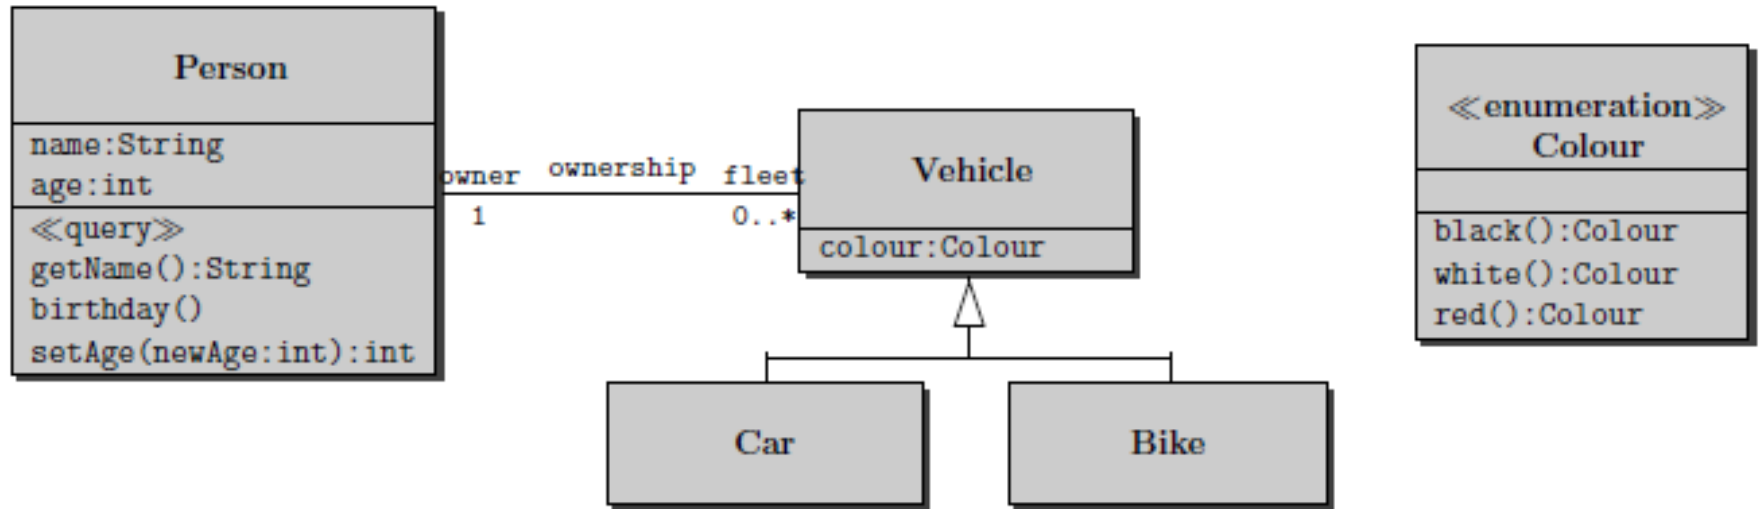 Person
name:String
age:int
≪query≫
getName():String
birthday()
setAge(newAge:int):int
owner
ownership
fleet
1
0..*
Vehicle
colour:Colour
Car
Bike
≪enumeration≫
Colour
black():Colour
white():Colour
red():Colour